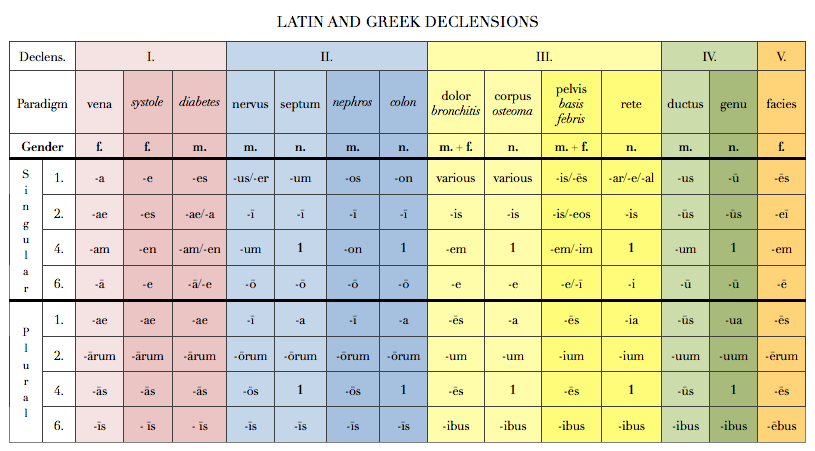 LATIN AND GREEK DECLENSIONS
Declens. I. II. III. IV. V.
Paradigm vena systole diabetes nervus septum nephros colon dolor bronchitis corpus osteoma pelvis basis febris rete ductus genu facies
Gender f. f. m. m. n. m. n. m. + f. n. m. + f. n. m. n. f.
Singular
1. -a -e -es -us/-er -um -os -on various various -is/-ēs -ar/-e/-al -us -ū -ēs
2. -ae -es -ae/-a -ī -ī -ī -ī -is -is -is/-eos -is -ūs -ūs -eī
4. -am -en -am/-en -um 1 -on 1 -em 1 -em/-im 1 -um 1 -em
6. -ā -e -ā/-e -ō -ō -ō -ō -e -e -e/-ī -i -ū -ū -ē
Plural
1. -ae -ae -ae -ī -a -ī -a -ēs -a -ēs -ia -ūs -ua -ēs
2. -ārum -ārum -ārum -ōrum -ōrum -ōrum -ōrum -um -um -ium -ium -uum -uum -ērum
4. -ās -ās -ās -ōs 1 -ōs 1 -ēs 1 -ēs 1 -ūs 1 -ēs
6. -īs - īs - īs -īs -īs -īs -īs -ibus -ibus -ibus -ibus -ibus -ibus -ēbus